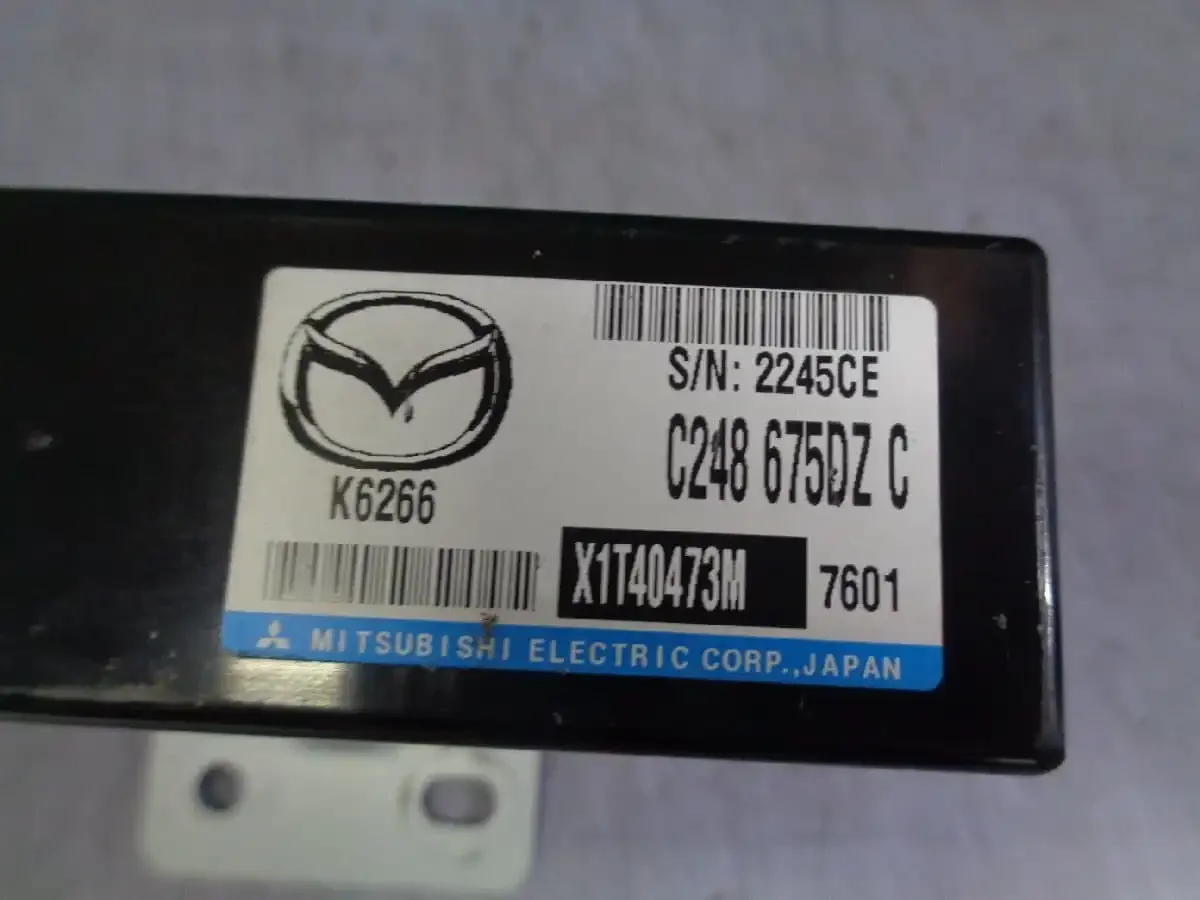 S/N: 2245CE
C248 675DZ C
K6266
X1T40473M 7601
MITSUBISHI ELECTRIC CORP.,JAPAN